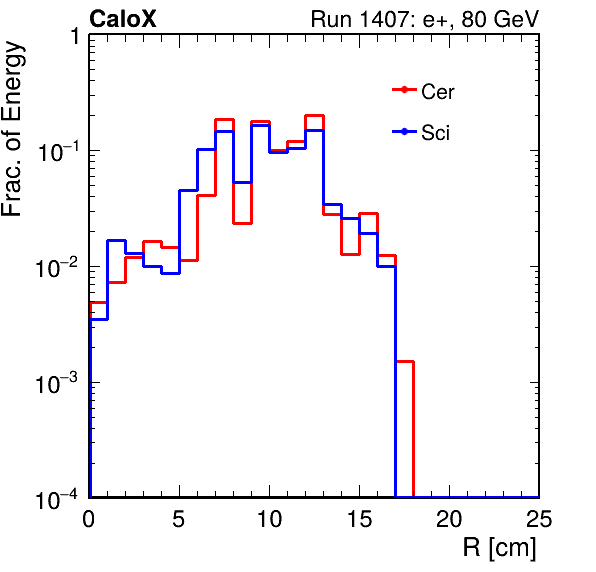 CaloX Run 1407: e+, 80 GeV
Frac. of Energy
1
10⁻¹
10⁻²
10⁻³
10⁻⁴
Cer
Sci
0 5 10 15 20 25
R [cm]